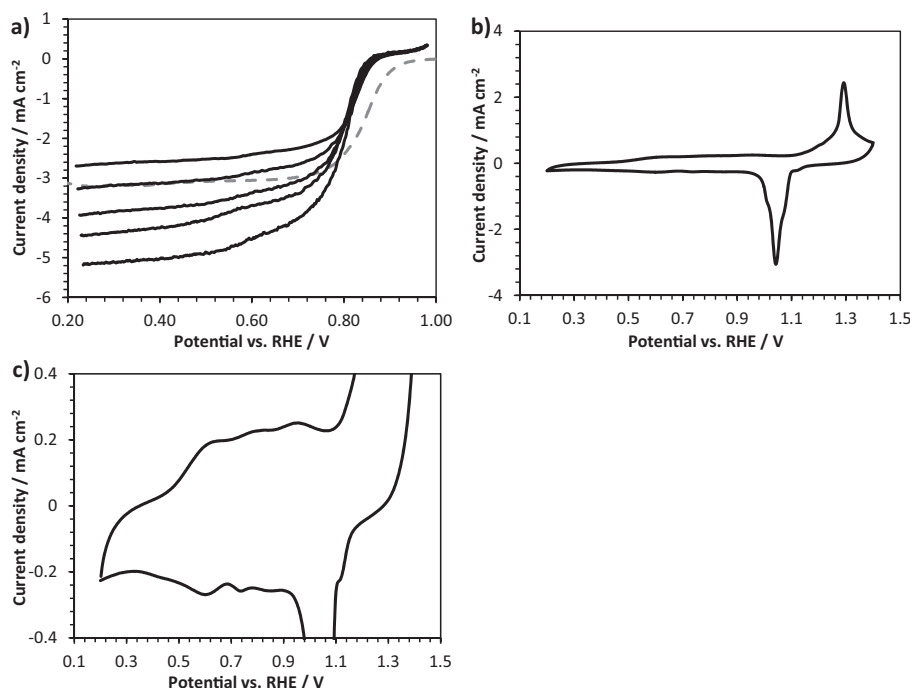 a)
Current density / mA cm-2
1
0
-1
-2
-3
-4
-5
-6
0.20 0.40 0.60 0.80 1.00
Potential vs. RHE / V
b)
Current density / mA cm-2
4
2
0
-2
-4
0.1 0.3 0.5 0.7 0.9 1.1 1.3 1.5
Potential vs. RHE / V
c)
Current density / mA cm-2
0.4
0.2
0
-0.2
-0.4
0.1 0.3 0.5 0.7 0.9 1.1 1.3 1.5
Potential vs. RHE / V